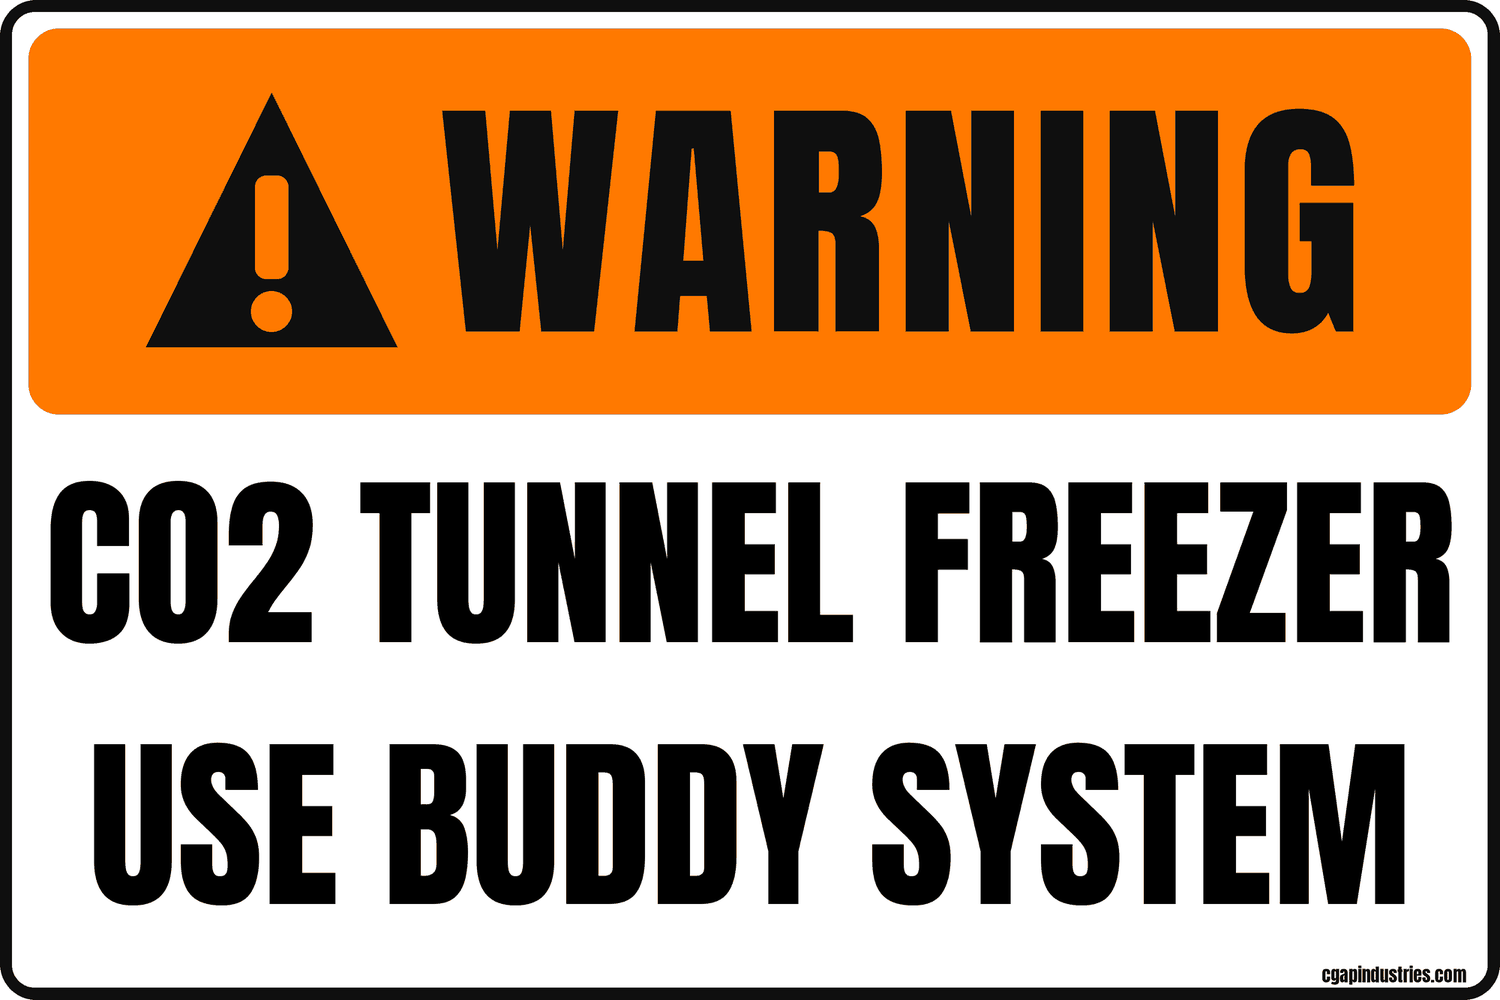 WARNING
CO2 TUNNEL FREEZER
USE BUDDY SYSTEM
cgapindustries.com